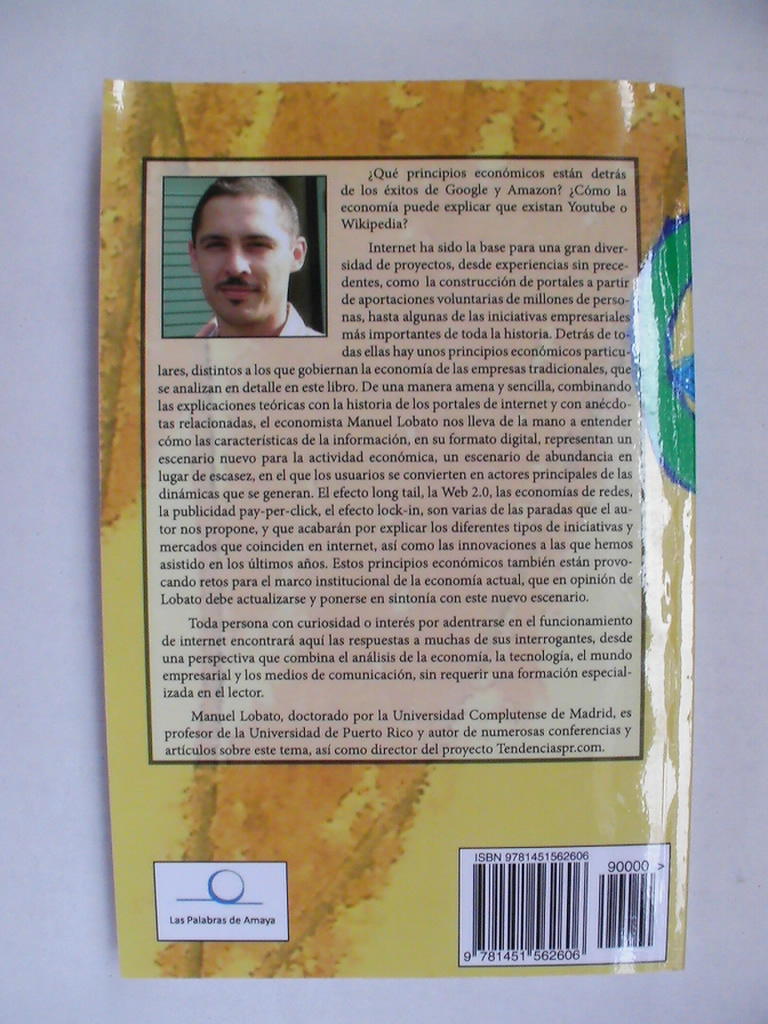 ¿Qué principios económicos están detrás
de los éxitos de Google y Amazon? ¿Cómo la
economía puede explicar que existan Youtube o
Wikipedia?
Internet ha sido la base para una gran diver-
sidad de proyectos, desde experiencias sin prece-
dentes, como la construcción de portales a partir
de aportaciones voluntarias de millones de perso-
nas, hasta algunas de las iniciativas empresariales
más importantes de toda la historia. Detrás de to-
das ellas hay unos principios económicos particu-
lares, distintos a los que gobiernan la economía de las empresas tradicionales, que
se analizan en detalle en este libro. De una manera amena y sencilla, combinando
las explicaciones teóricas con la historia de los portales de internet y con anécdo-
tas relacionadas, el economista Manuel Lobato nos lleva de la mano a entender
cómo las características de la información, en su formato digital, representan un
escenario nuevo para la actividad económica, un escenario de abundancia en
lugar de escasez, en el que los usuarios se convierten en actores principales de las
dinámicas que se generan. El efecto long tail, la Web 2.0, las economías de redes,
la publicidad pay-per-click, el efecto lock-in, son varias de las paradas que el au-
tor nos propone, y que acabarán por explicar los diferentes tipos de iniciativas y
mercados que coinciden en internet, así como las innovaciones a las que hemos
asistido en los últimos años. Estos principios económicos también están provo-
cando retos para el marco institucional de la economía actual, que en opinión de
Lobato debe actualizarse y ponerse en sintonía con este nuevo escenario.
Toda persona con curiosidad o interés por adentrarse en el funcionamiento
de internet encontrará aquí las respuestas a muchas de sus interrogantes, desde
una perspectiva que combina el análisis de la economía, la tecnología, el mundo
empresarial y los medios de comunicación, sin requerir una formación especial-
izada en el lector.
Manuel Lobato, doctorado por la Universidad Complutense de Madrid, es
profesor de la Universidad de Puerto Rico y autor de numerosas conferencias y
artículos sobre este tema, así como director del proyecto Tendenciaspr.com.
Las Palabras de Amaya
ISBN 9781451562606
90000 >
9 781451 562606